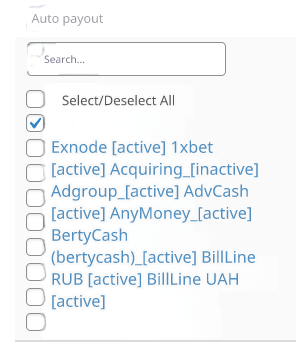 Auto payout
Search...
Select/Deselect All
Exnode [active] 1xbet
[active] Acquiring_[inactive]
Adgroup_[active] AdvCash
[active] AnyMoney_[active]
BertyCash
(bertycash)_[active] BillLine
RUB [active] BillLine UAH
[active]